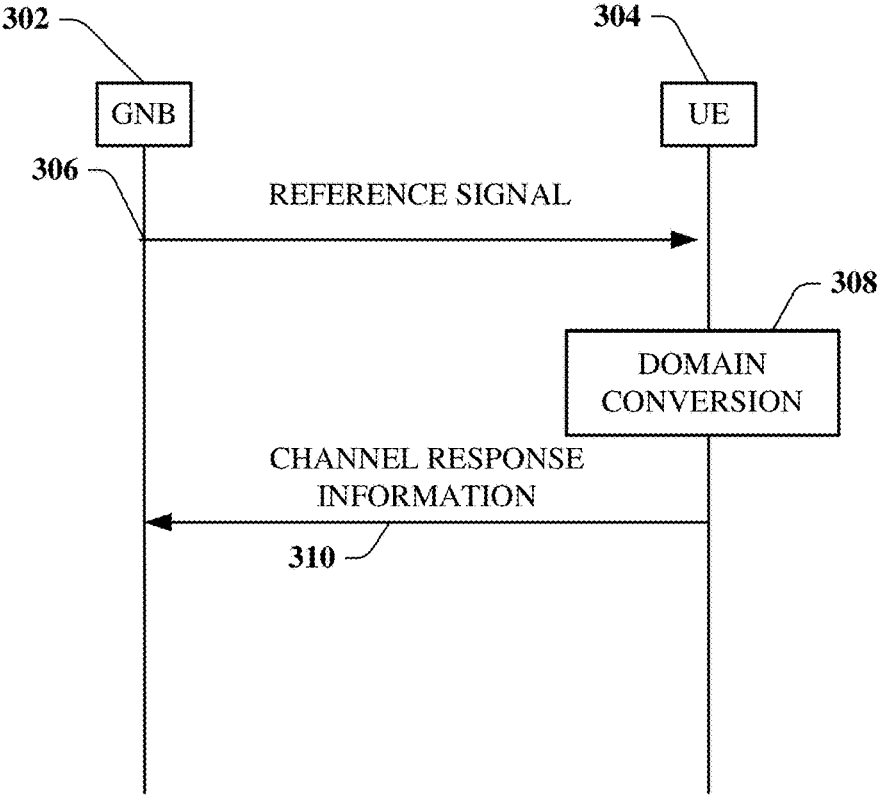 302
304
GNB
UE
306
REFERENCE SIGNAL
308
DOMAIN
CONVERSION
CHANNEL RESPONSE
INFORMATION
310